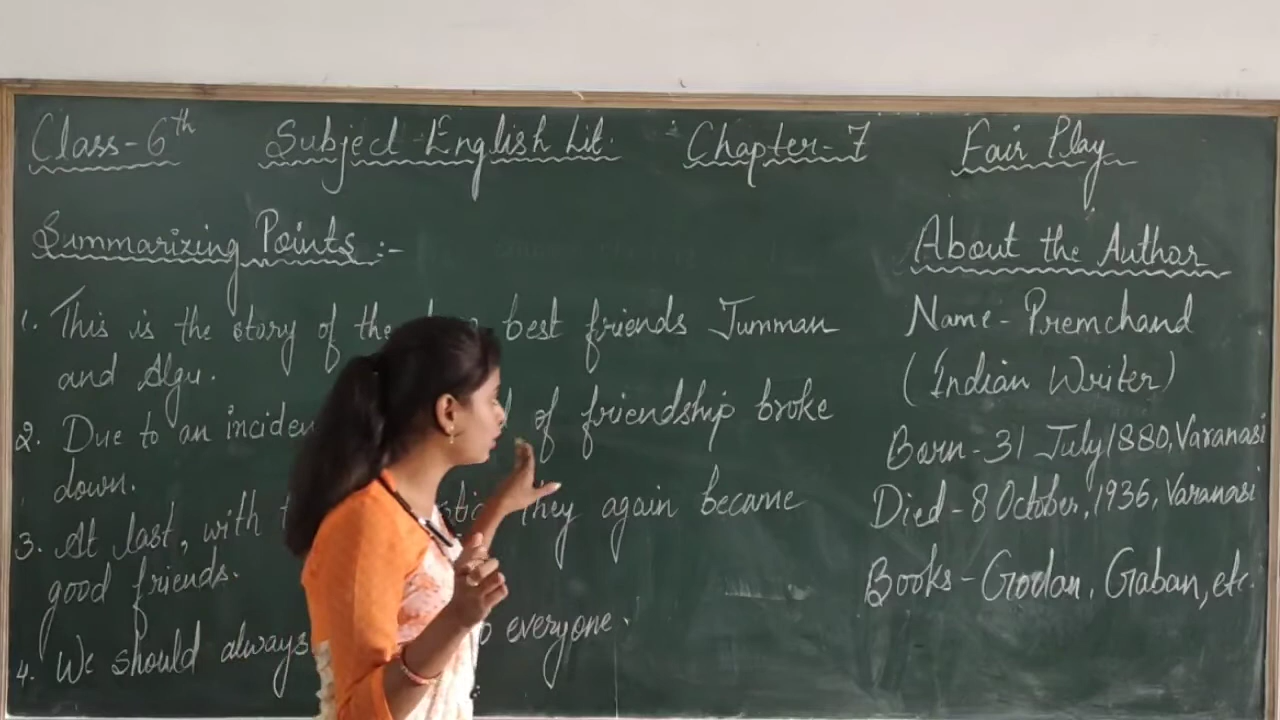 Class-6th Subject-English Lit. Chapter-7 Fair Play
Summarizing Points:-
1. This is the story of the best friends Jumman
and Algu.
2. Due to an of friendship broke
down.
3. At last, with they again became
good friends.
4. We should always everyone.
About the Author
Name- Premchand
(Indian Writer)
Born-31 July 1880, Varanasi
Died-8 October, 1936, Varanasi
Books-Godan, Gaban, etc.